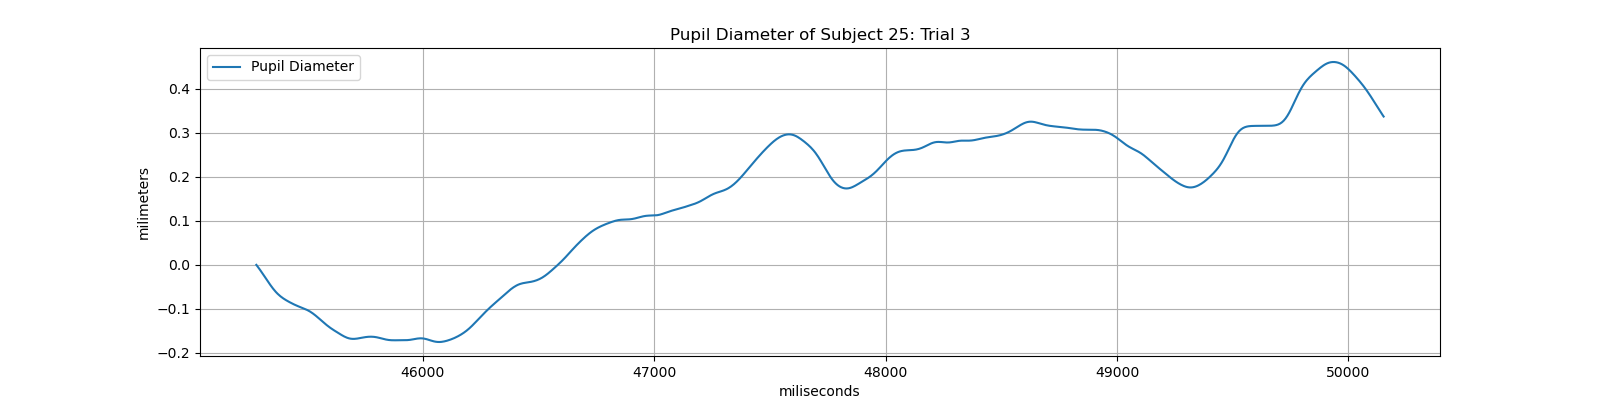 Pupil Diameter of Subject 25: Trial 3
Pupil Diameter
milimeters
0.4
0.3
0.2
0.1
0.0
−0.1
−0.2
46000 47000 48000 49000 50000
miliseconds